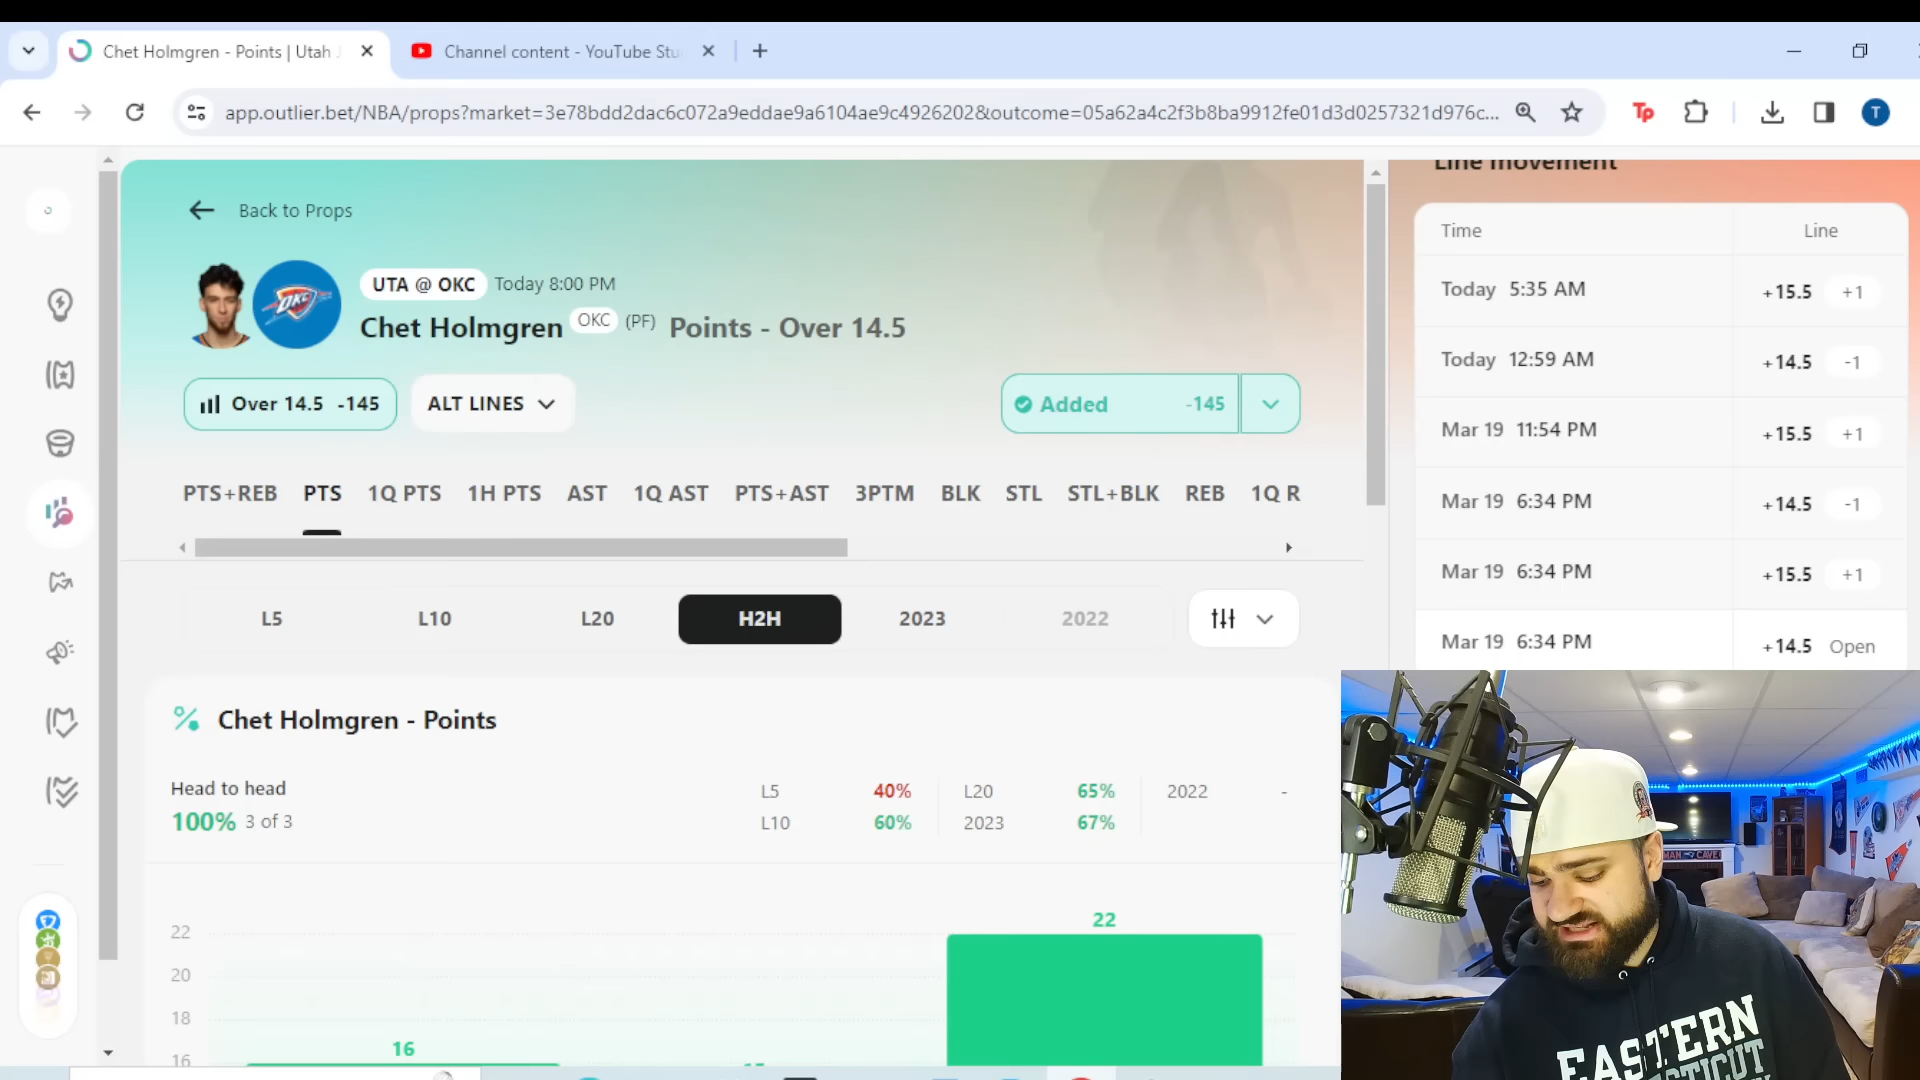 Chet Holmgren - Points | Utah J
Channel content - YouTube Stu
app.outlier.bet/NBA/props?market=3e78bdd2dac6c072a9eddae9a6104ae9c4926202&outcome=05a62a4c2f3b8ba9912fe01d3d0257321d976c...
Tp
T
Back to Props
UTA @ OKC Today 8:00 PM
OKC
Chet Holmgren OKC (PF) Points - Over 14.5
Over 14.5 -145
ALT LINES
Added -145
PTS+REB PTS 1Q PTS 1H PTS AST 1Q AST PTS+AST 3PTM BLK STL STL+BLK REB 1Q R
L5 L10 L20 H2H 2023 2022
Chet Holmgren - Points
Head to head
100% 3 of 3
L5 40% L20 65% 2022 -
L10 60% 2023 67%
22
22
20
18
16
16
Line movement
Time Line
Today 5:35 AM +15.5 +1
Today 12:59 AM +14.5 -1
Mar 19 11:54 PM +15.5 +1
Mar 19 6:34 PM +14.5 -1
Mar 19 6:34 PM +15.5 +1
Mar 19 6:34 PM +14.5 Open
MAN CAVE
EASTERN